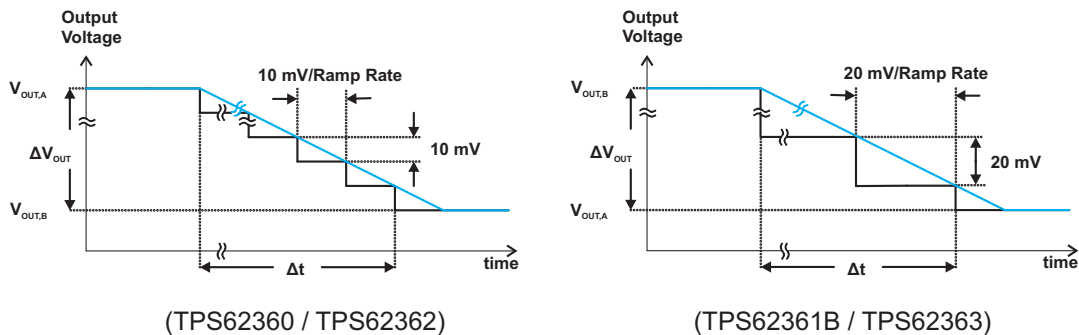 Output
Voltage
10 mV/Ramp Rate
V_OUT,A
ΔV_OUT
10 mV
V_OUT,B
time
Δt
(TPS62360 / TPS62362)
Output
Voltage
20 mV/Ramp Rate
V_OUT,B
ΔV_OUT
20 mV
V_OUT,A
time
Δt
(TPS62361B / TPS62363)